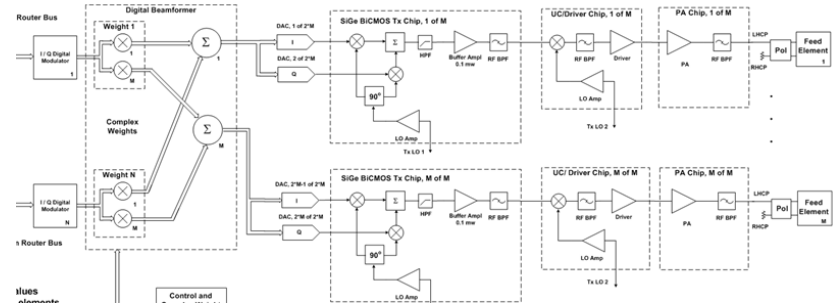 Router Bus
I / Q Digital
Modulator
1
Digital Beamformer
Weight 1
1
M
Σ
1
Complex
Weights
Σ
M
Weight N
1
M
I / Q Digital
Modulator
N
Router Bus
alues
elements
Control and
DAC, 1 of 2*M
I
DAC, 2 of 2*M
Q
SiGe BiCMOS Tx Chip, 1 of M
Σ
HPF
Buffer Ampl
0.1 mw
RF BPF
90°
LO Amp
Tx LO 1
UC/Driver Chip, 1 of M
RF BPF
Driver
LO Amp
Tx LO 2
PA Chip, 1 of M
PA
RF BPF
LHCP
RHCP
Pol
Feed
Element
1
DAC, 2*M-1 of 2*M
I
DAC, 2*M of 2*M
Q
SiGe BiCMOS Tx Chip, M of M
Σ
HPF
Buffer Ampl
0.1 mw
RF BPF
90°
LO Amp
UC/ Driver Chip, M of M
RF BPF
Driver
LO Amp
Tx LO 2
PA Chip, M of M
PA
RF BPF
LHCP
RHCP
Pol
Feed
Element
M